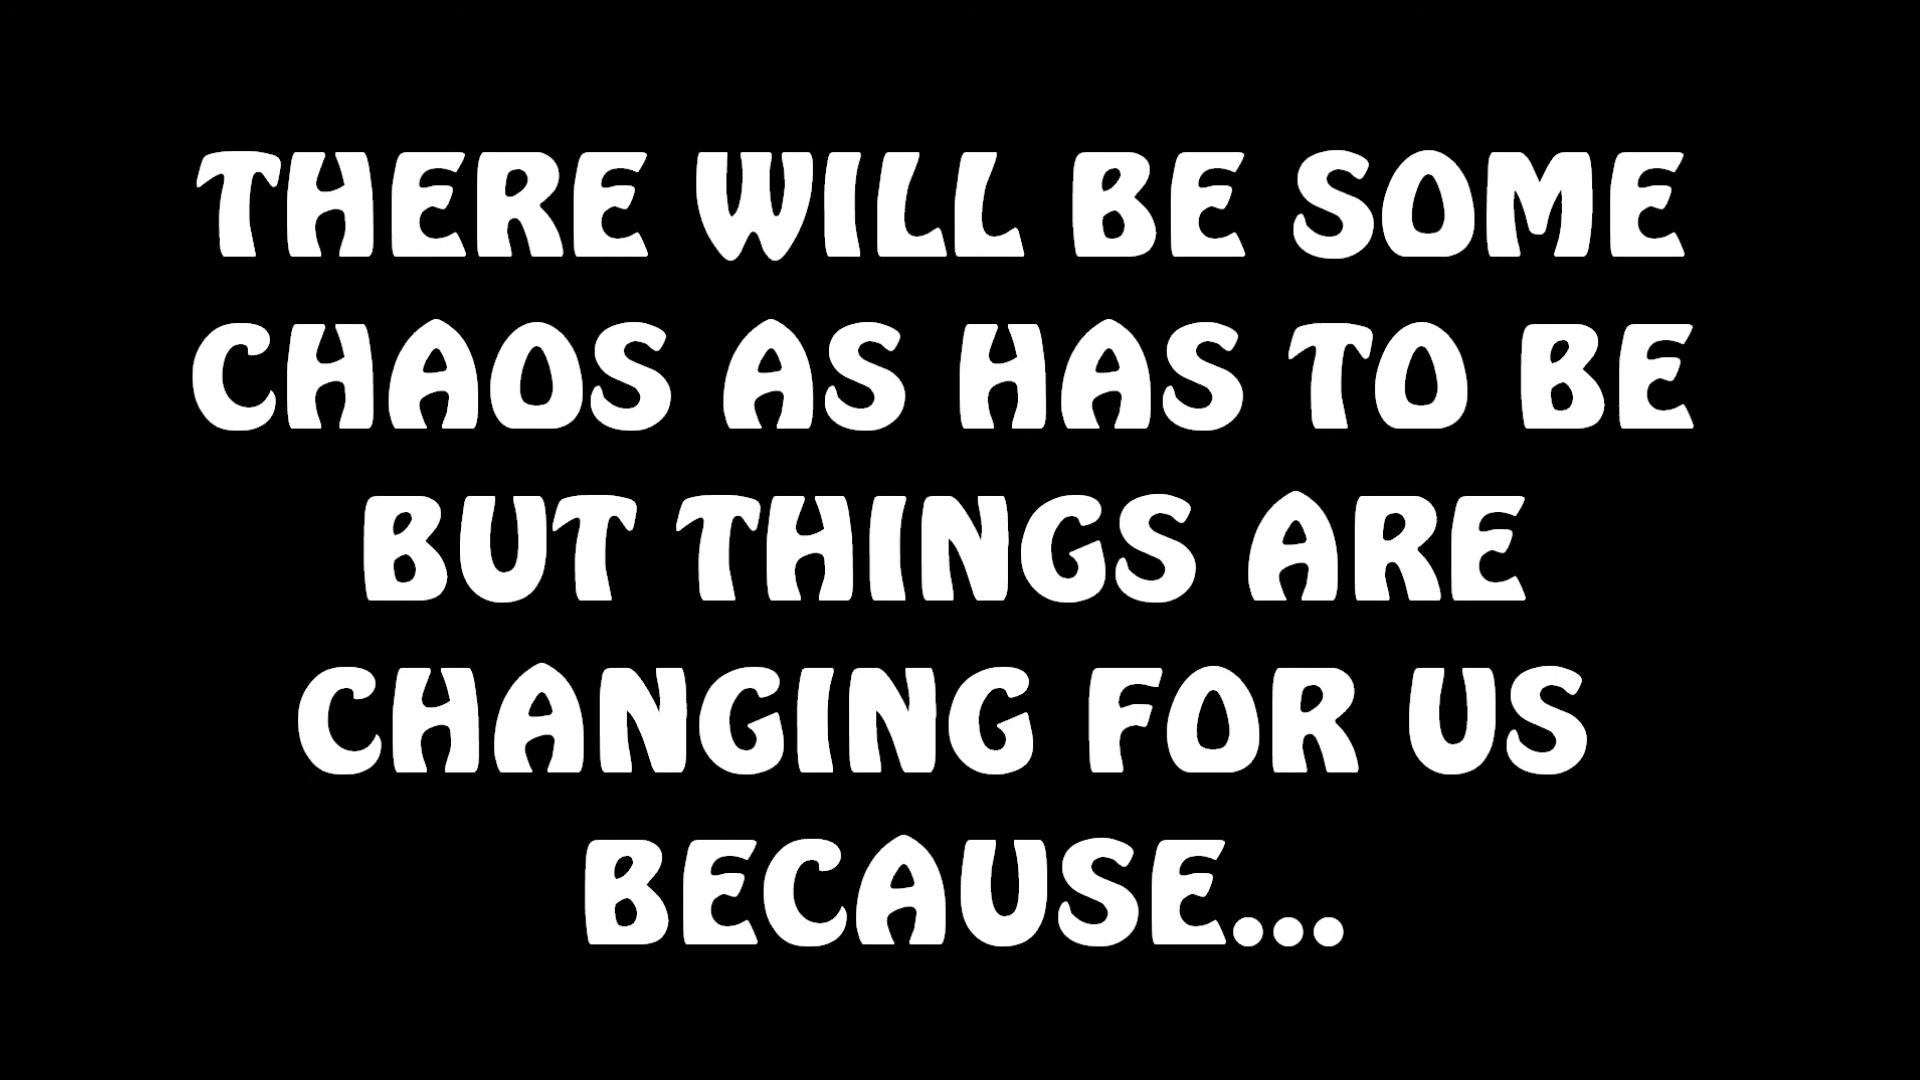 THERE WILL BE SOME
CHAOS AS HAS TO BE
BUT THINGS ARE
CHANGING FOR US
BECAUSE...